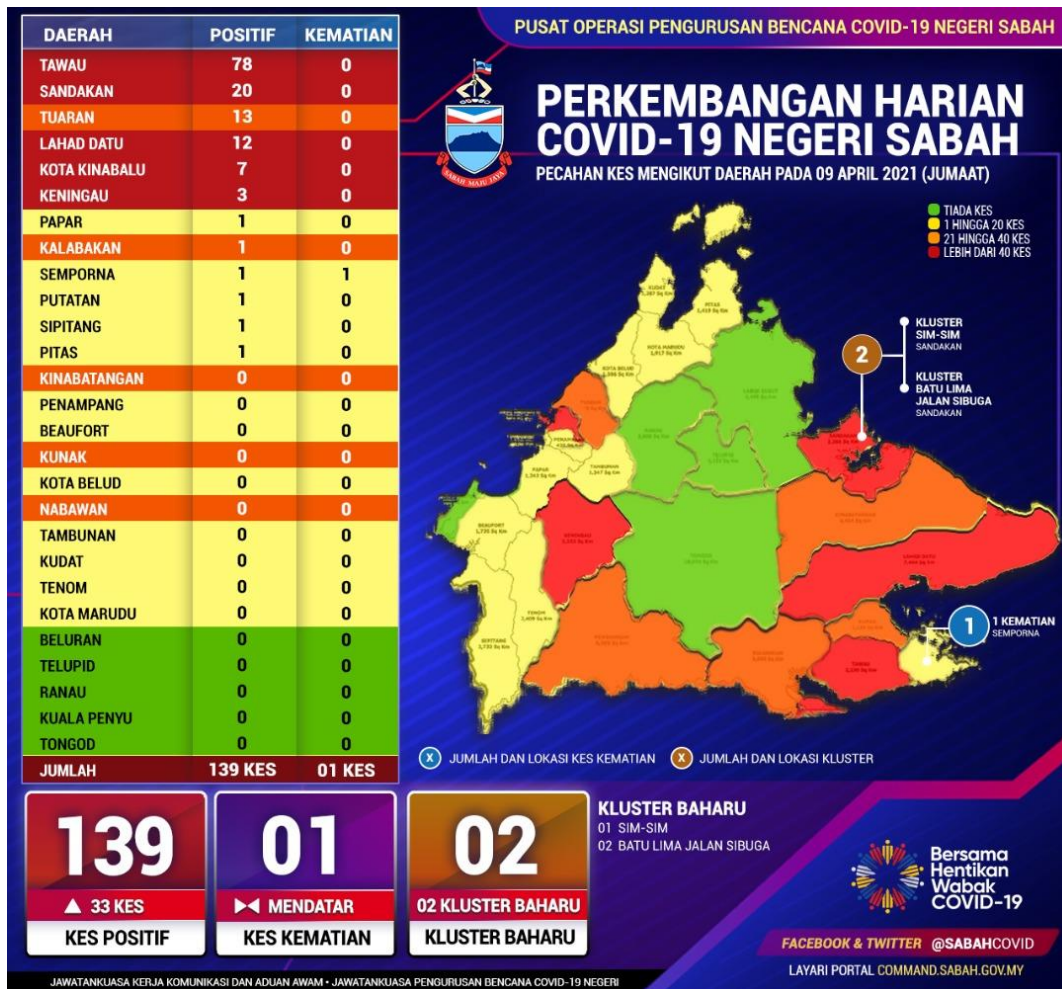 PUSAT OPERASI PENGURUSAN BENCANA COVID-19 NEGERI SABAH
PERKEMBANGAN HARIAN
COVID-19 NEGERI SABAH
PECAHAN KES MENGIKUT DAERAH PADA 09 APRIL 2021 (JUMAAT)
SABAH MAJU JAYA
DAERAH POSITIF KEMATIAN
TAWAU 78 0
SANDAKAN 20 0
TUARAN 13 0
LAHAD DATU 12 0
KOTA KINABALU 7 0
KENINGAU 3 0
PAPAR 1 0
KALABAKAN 1 0
SEMPORNA 1 1
PUTATAN 1 0
SIPITANG 1 0
PITAS 1 0
KINABATANGAN 0 0
PENAMPANG 0 0
BEAUFORT 0 0
KUNAK 0 0
KOTA BELUD 0 0
NABAWAN 0 0
TAMBUNAN 0 0
KUDAT 0 0
TENOM 0 0
KOTA MARUDU 0 0
BELURAN 0 0
TELUPID 0 0
RANAU 0 0
KUALA PENYU 0 0
TONGOD 0 0
JUMLAH 139 KES 01 KES
TIADA KES
1 HINGGA 20 KES
21 HINGGA 40 KES
LEBIH DARI 40 KES
KUDAT
PITAS
KOTA MARUDU
KOTA BELUD
PAPAR
TAMBUNAN
BEAUFORT
TENOM
SIPITANG
2
KLUSTER
SIM-SIM
SANDAKAN
KLUSTER
BATU LIMA
JALAN SIBUGA
SANDAKAN
1
1 KEMATIAN
SEMPORNA
X JUMLAH DAN LOKASI KES KEMATIAN
X JUMLAH DAN LOKASI KLUSTER
139
33 KES
KES POSITIF
01
MENDATAR
KES KEMATIAN
02
02 KLUSTER BAHARU
KLUSTER BAHARU
KLUSTER BAHARU
01 SIM-SIM
02 BATU LIMA JALAN SIBUGA
Bersama
Hentikan
Wabak
COVID-19
FACEBOOK & TWITTER @SABAHCOVID
LAYARI PORTAL COMMAND.SABAH.GOV.MY
JAWATANKUASA KERJA KOMUNIKASI DAN ADUAN AWAM • JAWATANKUASA PENGURUSAN BENCANA COVID-19 NEGERI